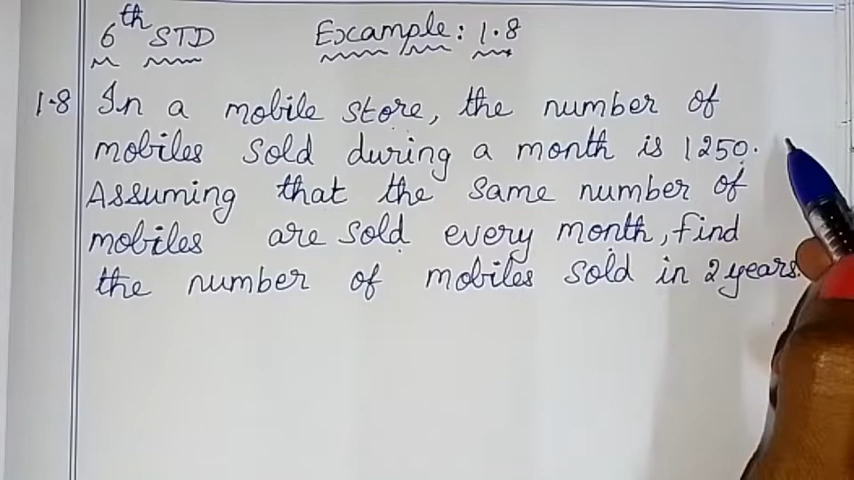 6th STD Example: 1.8
1.8 In a mobile store, the number of
mobiles sold during a month is 1250.
Assuming that the same number of
mobiles are sold every month, find
the number of mobiles sold in 2 years.